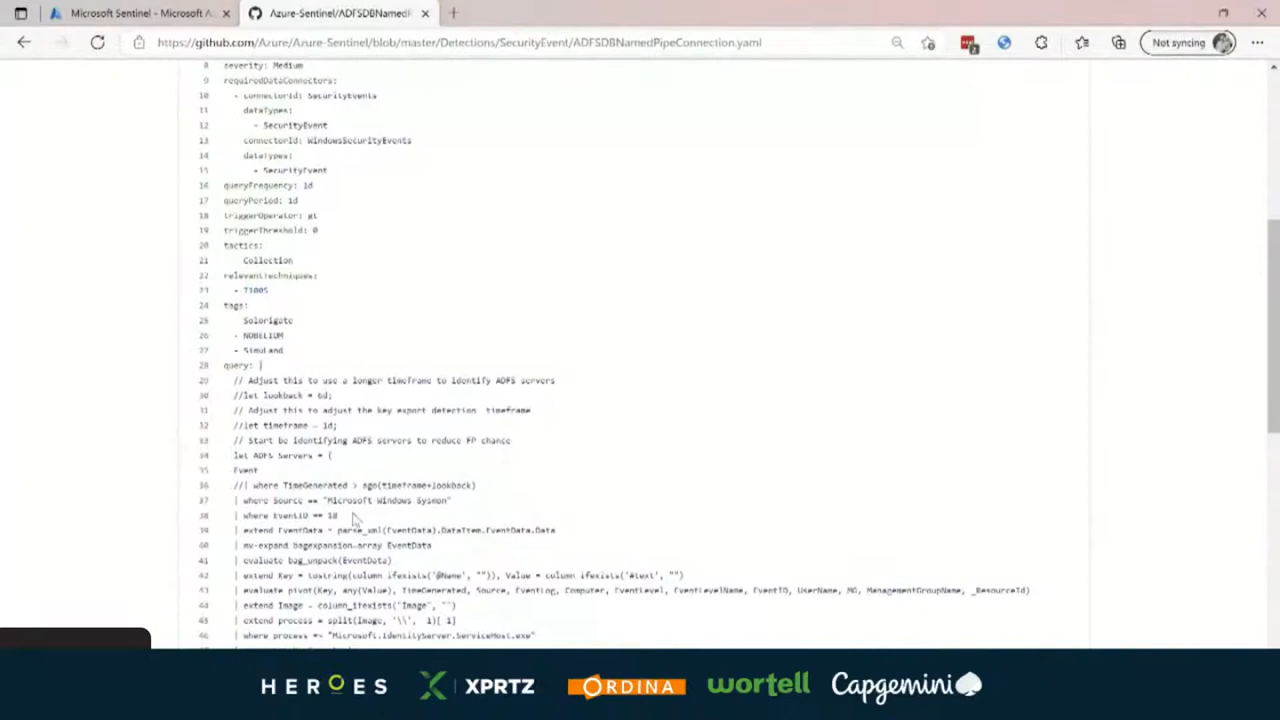 Microsoft Sentinel - Microsoft A
Azure-Sentinel/ADFSDBNamedP
https://github.com/Azure/Azure-Sentinel/blob/master/Detections/SecurityEvent/ADFSDBNamedPipeConnection.yaml
Not syncing
8 severity: Medium
9 requiredDataConnectors:
10 - connectorId: SecurityEvents
11 dataTypes:
12 - SecurityEvent
13 connectorId: WindowsSecurityEvents
14 dataTypes:
15 - SecurityEvent
16 queryFrequency: 1d
17 queryPeriod: 1d
18 triggerOperator: gt
19 triggerThreshold: 0
20 tactics:
21 Collection
22 relevantTechniques:
23 - T1005
24 tags:
25 Solorigate
26 - NOBELIUM
27 - SimuLand
28 query: |
29 // Adjust this to use a longer timeframe to identify ADFS servers
30 //let lookback = 6d;
31 // Adjust this to adjust the key export detection timeframe
32 //let timeframe = 1d;
33 // Start be identifying ADFS servers to reduce FP chance
34 let ADFS_Servers = (
35 Event
36 //| where TimeGenerated > ago(timeframe+lookback)
37 | where Source == "Microsoft-Windows-Sysmon"
38 | where EventID == 18
39 | extend EventData = parse_xml(EventData).DataItem.EventData.Data
40 | mv-expand bagexpansion=array EventData
41 | evaluate bag_unpack(EventData)
42 | extend Key = tostring(column_ifexists('@Name', "")), Value = column_ifexists('#text', "")
43 | evaluate pivot(Key, any(Value), TimeGenerated, Source, EventLog, Computer, EventLevel, EventLevelName, EventID, UserName, MG, ManagementGroupName, _ResourceId)
44 | extend Image = column_ifexists("Image", "")
45 | extend process = split(Image, '\\', -1)[-1]
46 | where process =~ "Microsoft.IdentityServer.ServiceHost.exe"
HEROES XPRTZ ORDINA wortell Capgemini